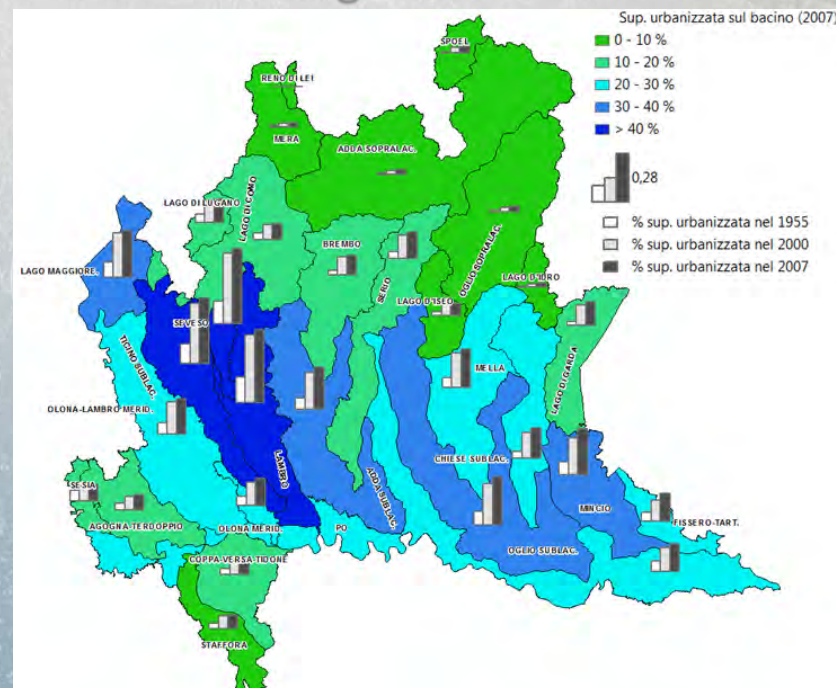 Sup. urbanizzata sul bacino (2007)
0 - 10 %
10 - 20 %
20 - 30 %
30 - 40 %
> 40 %
0,28
% sup. urbanizzata nel 1955
% sup. urbanizzata nel 2000
% sup. urbanizzata nel 2007
SPOEL
RENO DI LEI
MERA
ADDA SOPRALAC.
LAGO DI LUGANO
LAGO DI COMO
BREMBO
SERIO
OGLIO SOPRALAC.
LAGO D'IDRO
LAGO MAGGIORE.
LAGO D'ISEO
SEVESO
TICINO SUBLAC.
MELLA
LAGO DI GARDA
OLONA-LAMBRO MERID.
LAMBRO
CHIESE SUBLAC.
ADDA SUBLAC.
MINCIO
SESIA
AGOGNA-TERDOPPIO
OLONA MERID.
PO
FISSERO-TART.
OGLIO SUBLAC.
COPPA-VERSA-TIDONE
STAFFORA